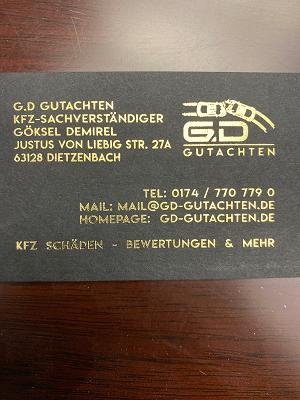 G.D GUTACHTEN
KFZ-SACHVERSTÄNDIGER
GÖKSEL DEMIREL
JUSTUS VON LIEBIG STR. 27A
63128 DIETZENBACH
G.D
GUTACHTEN
TEL: 0174 / 770 779 0
MAIL: MAIL@GD-GUTACHTEN.DE
HOMEPAGE: GD-GUTACHTEN.DE
KFZ SCHÄDEN - BEWERTUNGEN & MEHR